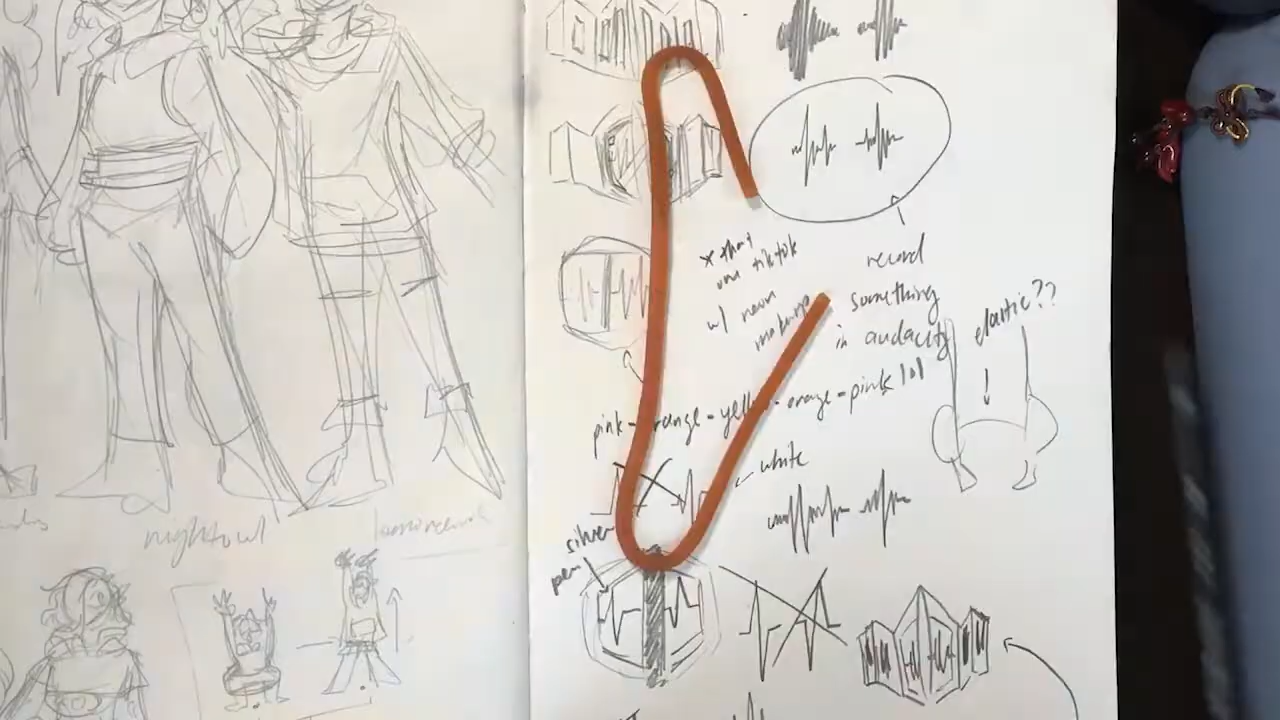 nightowl
* that
one tiktok
w/ neon
makeup
record
something
in audacity
elastic??
pink - orange - yellow - orange - pink lol
white
silver
pen